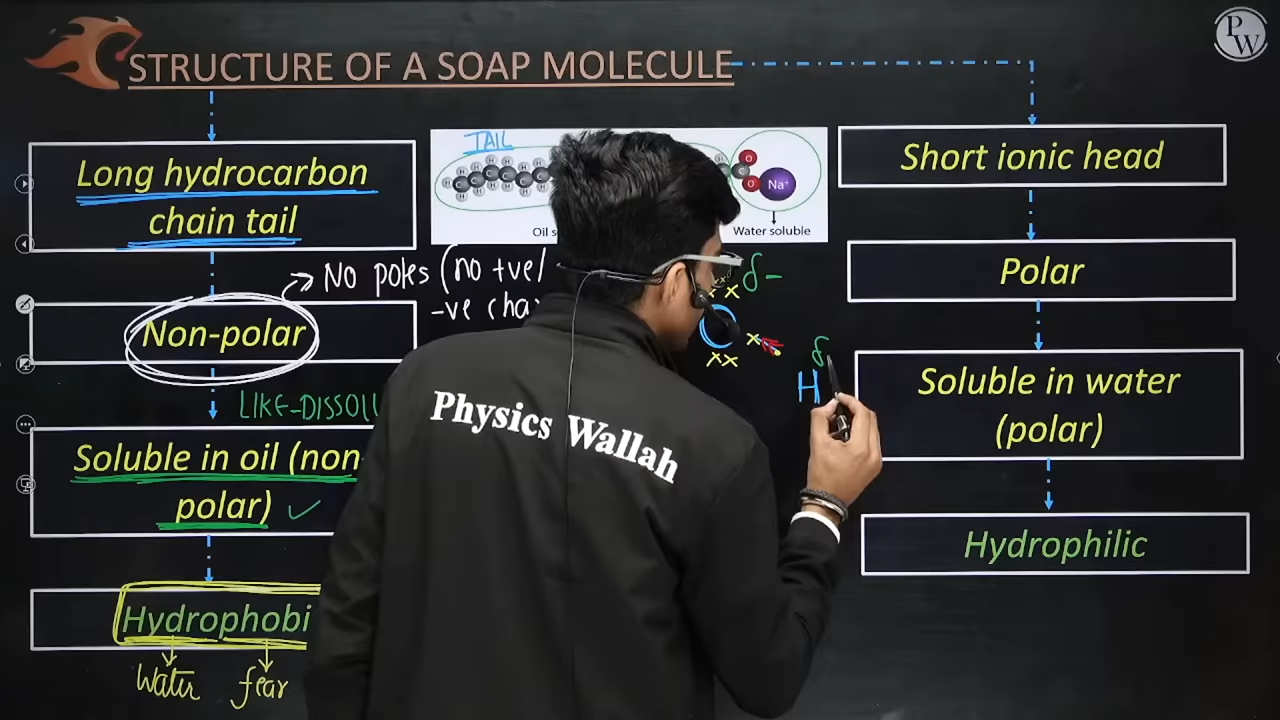 P
W
STRUCTURE OF A SOAP MOLECULE
Long hydrocarbon
chain tail
TAIL
Na+
Water soluble
Oil
Short ionic head
Polar
No poles (no +ve/
-ve
Non-polar
δ-
δ
H
LIKE-DISSOL
Soluble in water
(polar)
Soluble in oil (non-
polar)
Physics Wallah
Hydrophilic
Hydrophobi
Water fear